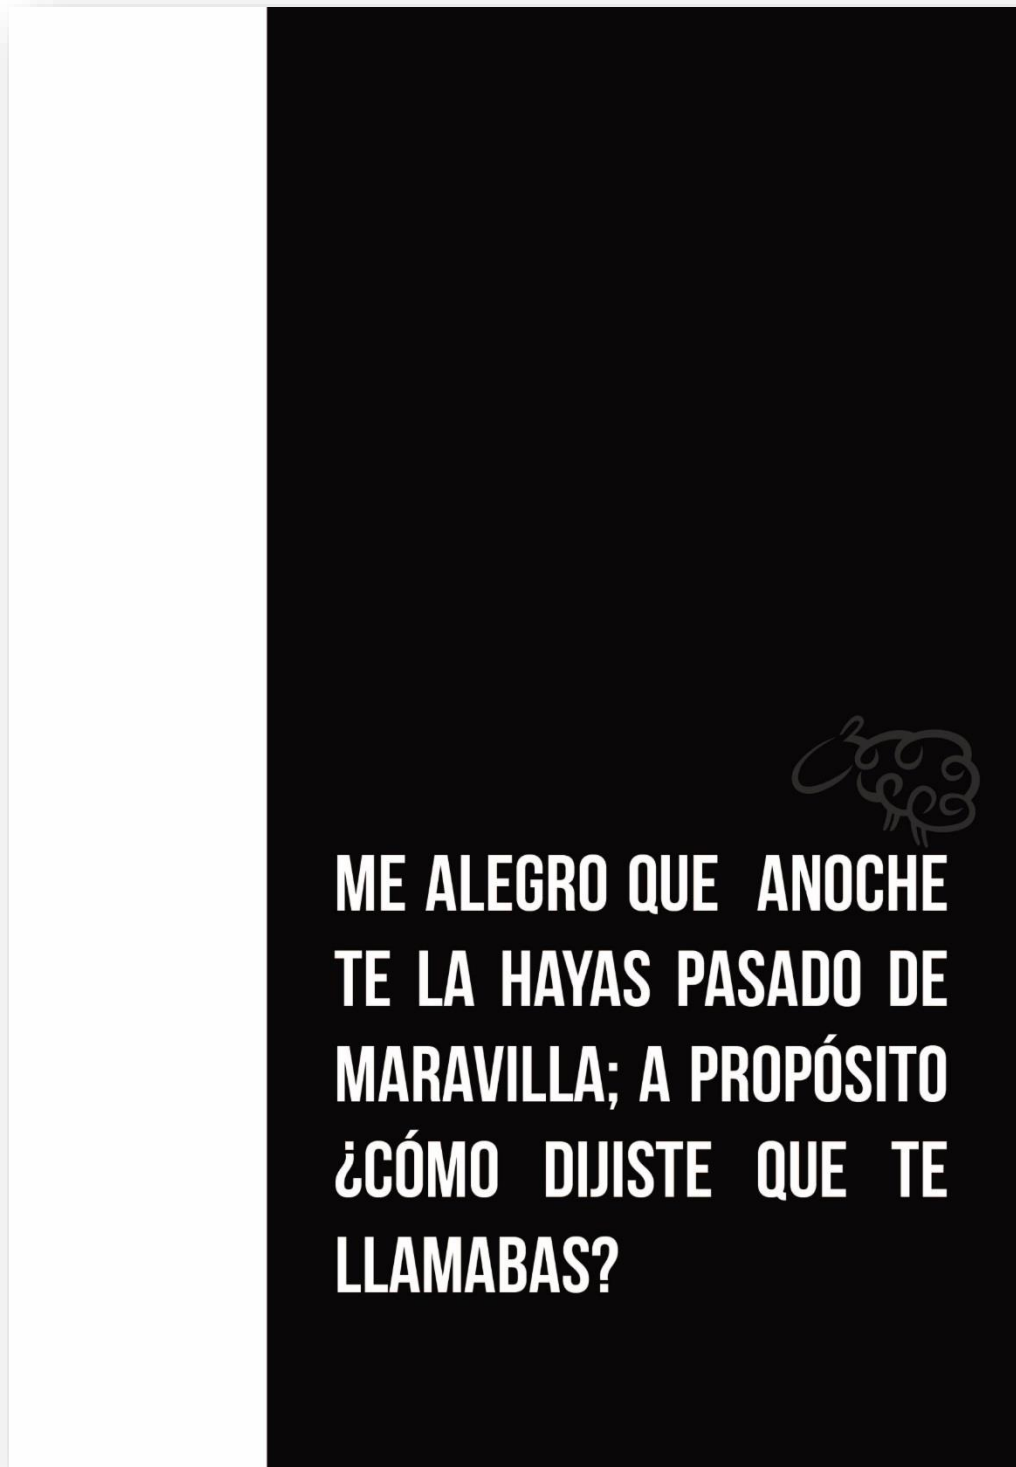 ME ALEGRO QUE ANOCHE
TE LA HAYAS PASADO DE
MARAVILLA; A PROPÓSITO
¿CÓMO DIJISTE QUE TE
LLAMABAS?